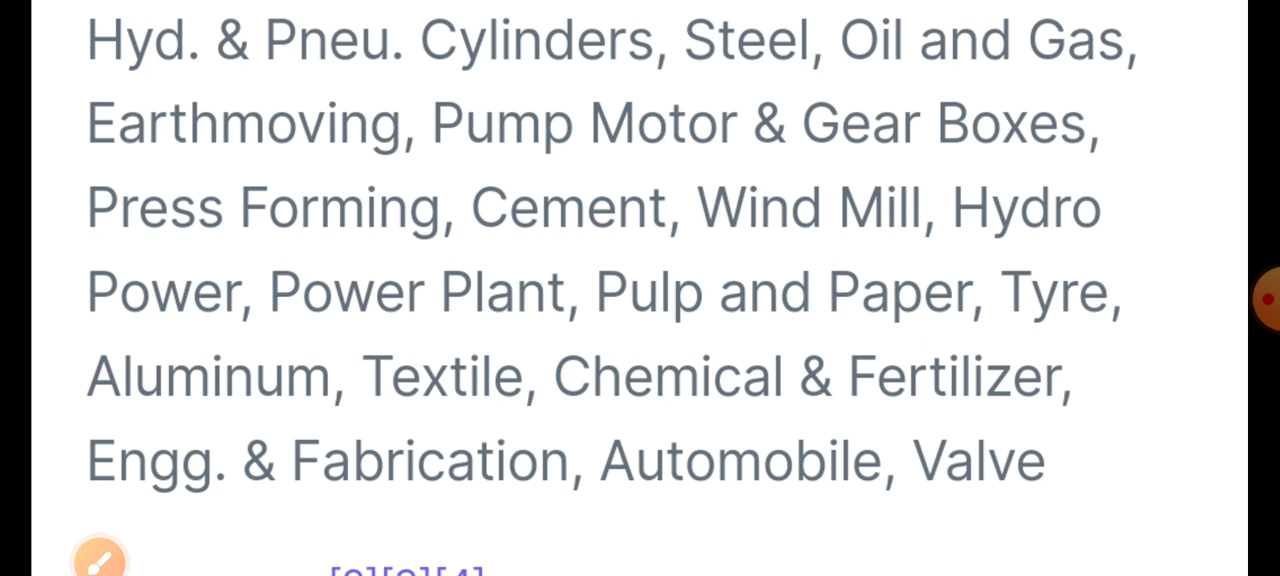 Hyd. & Pneu. Cylinders, Steel, Oil and Gas,
Earthmoving, Pump Motor & Gear Boxes,
Press Forming, Cement, Wind Mill, Hydro
Power, Power Plant, Pulp and Paper, Tyre,
Aluminum, Textile, Chemical & Fertilizer,
Engg. & Fabrication, Automobile, Valve